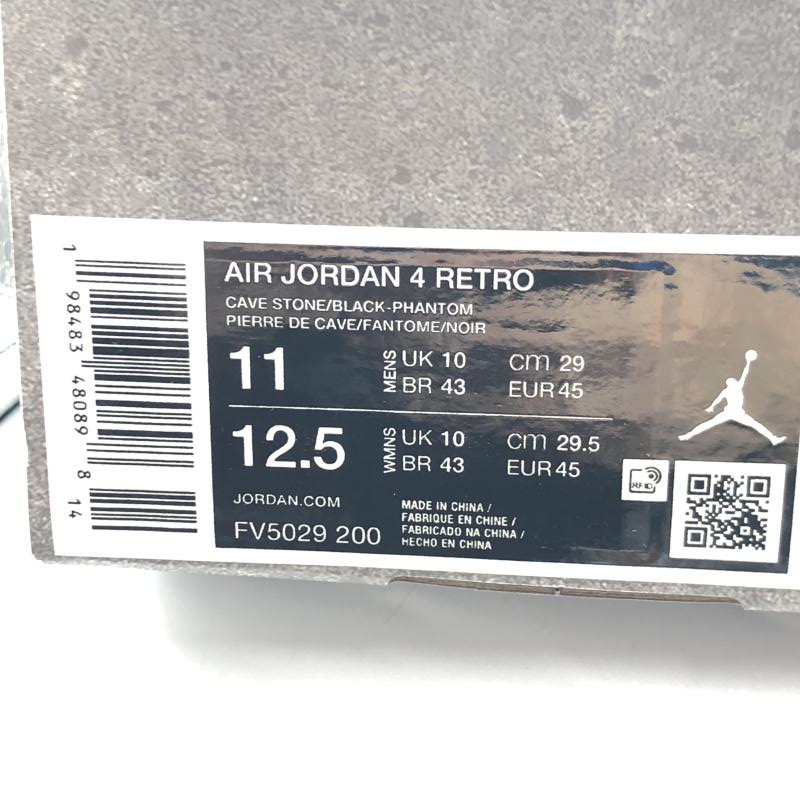 1 98483 48089 8 14
AIR JORDAN 4 RETRO
CAVE STONE/BLACK-PHANTOM
PIERRE DE CAVE/FANTOME/NOIR
11 MENS UK 10 cm 29
BR 43 EUR 45
12.5 WMNS UK 10 cm 29.5
BR 43 EUR 45
RFID
JORDAN.COM
FV5029 200
MADE IN CHINA /
FABRIQUE EN CHINE /
FABRICADO NA CHINA /
HECHO EN CHINA